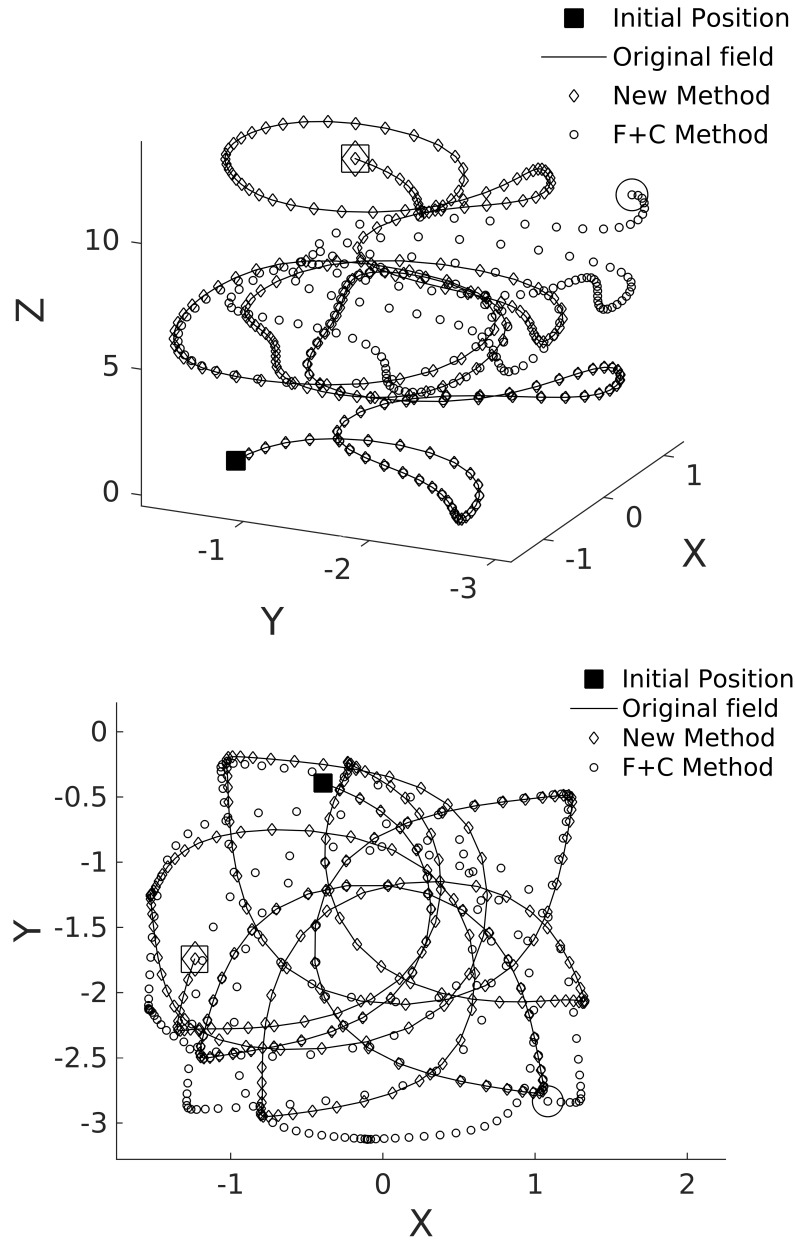 Initial Position
Original field
New Method
F+C Method
10
5
0
Z
-1
-2
-3
Y
-1
0
1
X
Initial Position
Original field
New Method
F+C Method
0
-0.5
-1
-1.5
-2
-2.5
-3
Y
-1
0
1
2
X